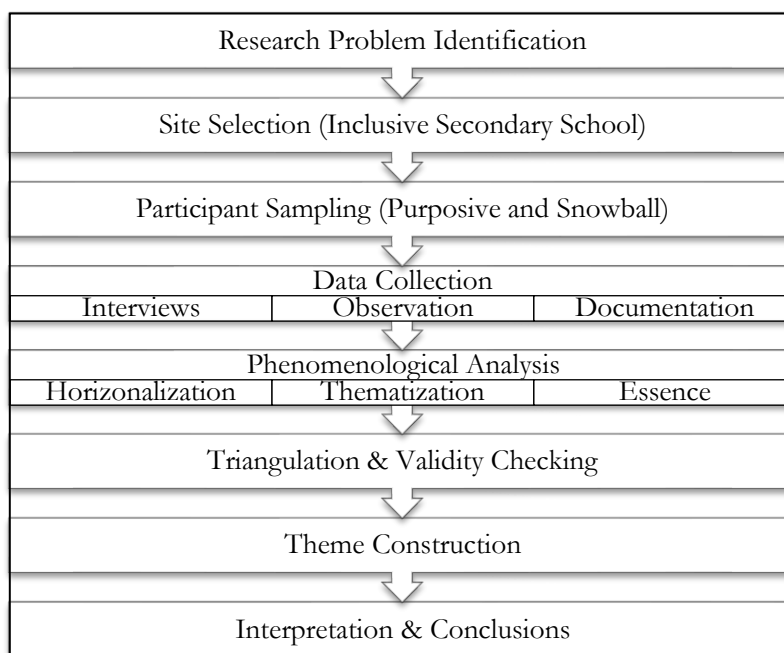 Research Problem Identification
Site Selection (Inclusive Secondary School)
Participant Sampling (Purposive and Snowball)
Data Collection
Interviews Observation Documentation
Phenomenological Analysis
Horizonalization Thematization Essence
Triangulation & Validity Checking
Theme Construction
Interpretation & Conclusions